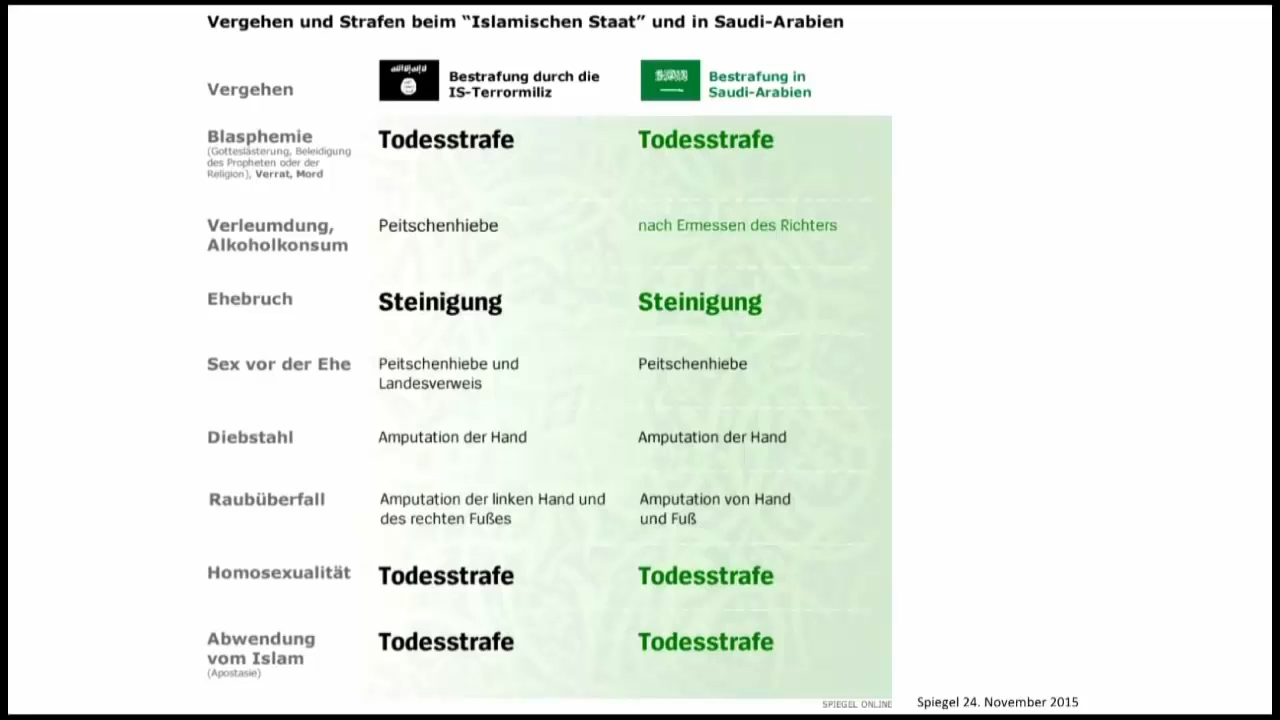 Vergehen und Strafen beim "Islamischen Staat" und in Saudi-Arabien
Vergehen
Bestrafung durch die
IS-Terrormiliz
Bestrafung in
Saudi-Arabien
Blasphemie
(Gotteslästerung, Beleidigung
des Propheten oder der
Religion), Verrat, Mord
Todesstrafe
Todesstrafe
Verleumdung,
Alkoholkonsum
Peitschenhiebe
nach Ermessen des Richters
Ehebruch
Steinigung
Steinigung
Sex vor der Ehe
Peitschenhiebe und
Landesverweis
Peitschenhiebe
Diebstahl
Amputation der Hand
Amputation der Hand
Raubüberfall
Amputation der linken Hand und
des rechten Fußes
Amputation von Hand
und Fuß
Homosexualität
Todesstrafe
Todesstrafe
Abwendung
vom Islam
(Apostasie)
Todesstrafe
Todesstrafe
SPIEGEL ONLINE
Spiegel 24. November 2015